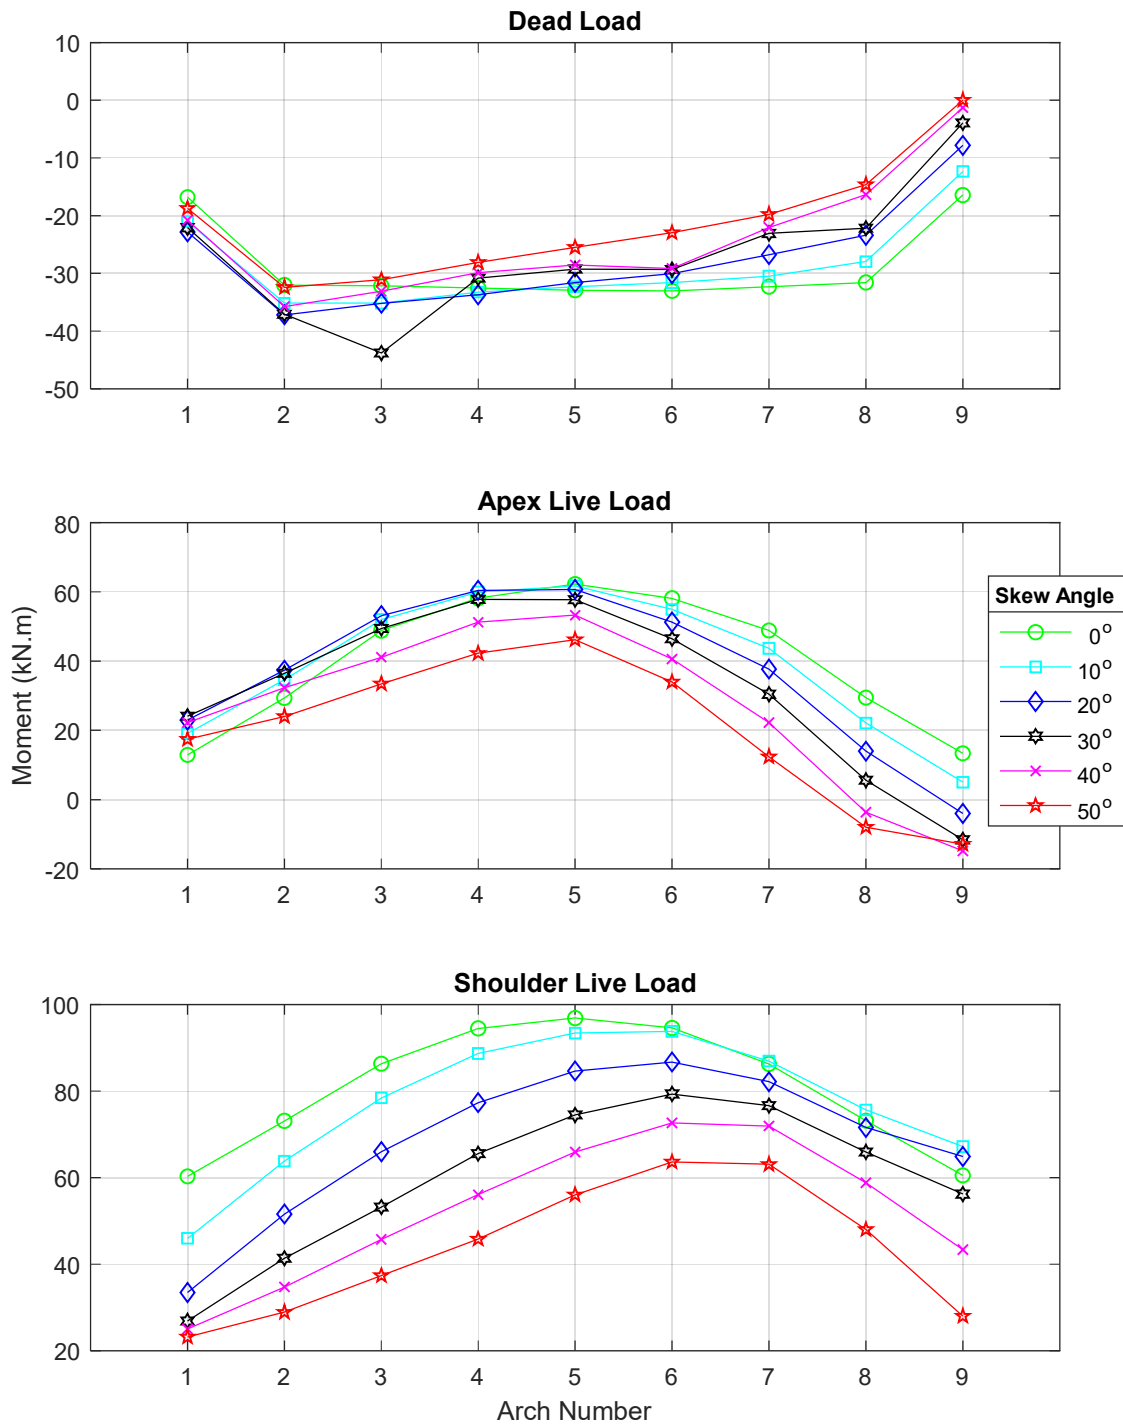 Dead Load
10
0
-10
-20
-30
-40
-50
1 2 3 4 5 6 7 8 9
Apex Live Load
80
60
40
20
0
-20
1 2 3 4 5 6 7 8 9
Moment (kN.m)
Skew Angle
0°
10°
20°
30°
40°
50°
Shoulder Live Load
100
80
60
40
20
1 2 3 4 5 6 7 8 9
Arch Number